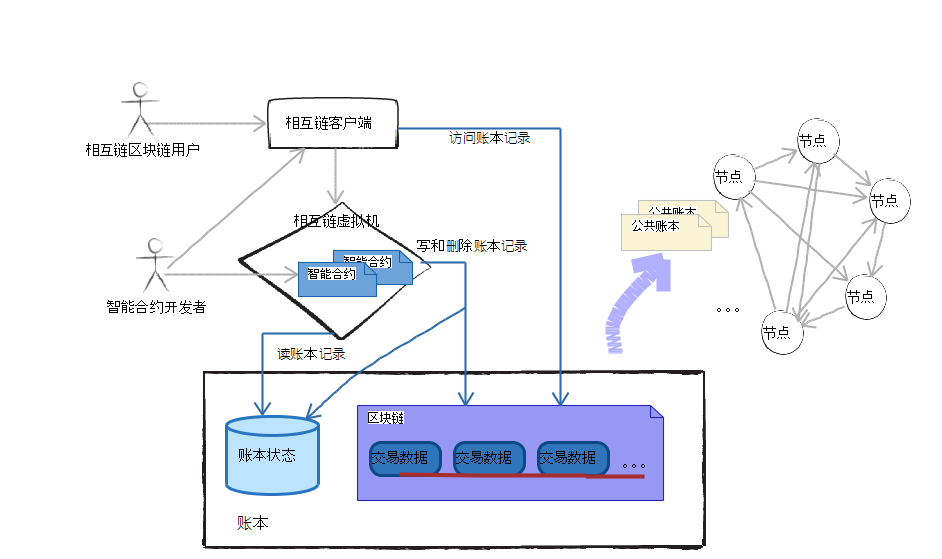 相互链客户端
访问账本记录
节点
相互链区块链用户
节点
节点
公共账本
公共账本
相互链虚拟机
写和删除账本记录
智能合约
智能合约
节点
智能合约开发者
。。。
节点
读账本记录
区块链
账本状态
交易数据
交易数据
交易数据
。。。
账本